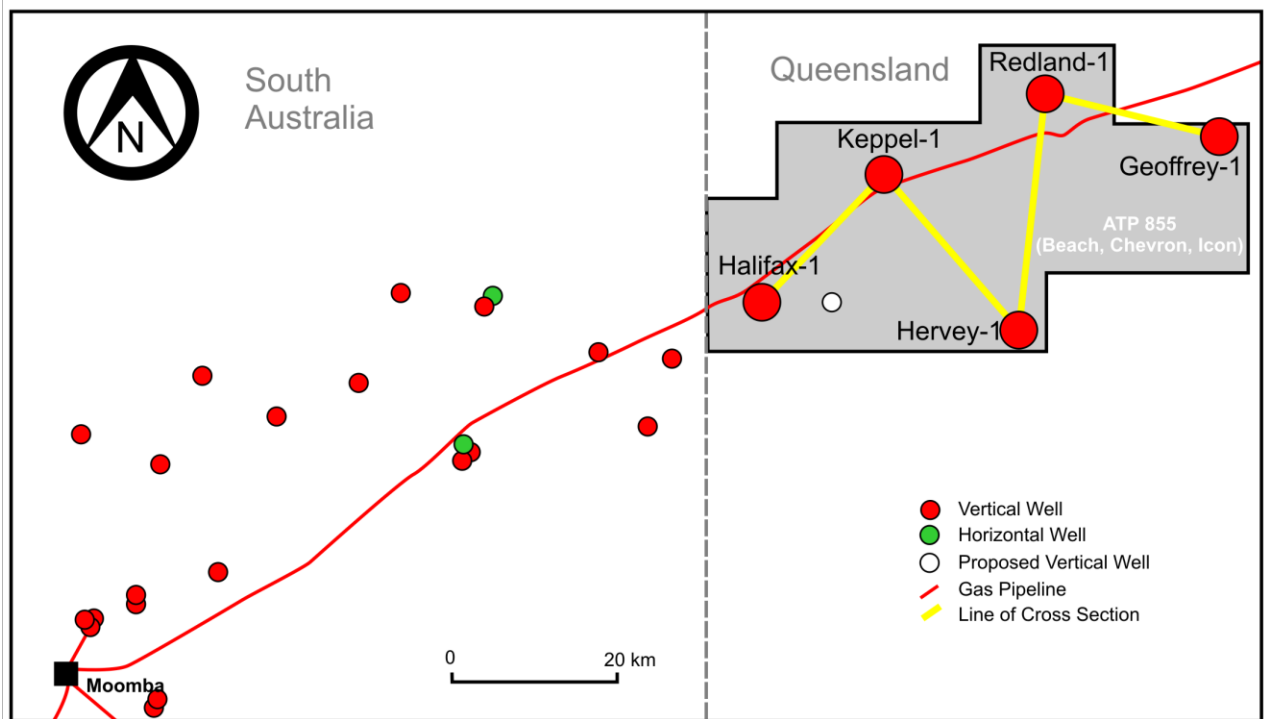 N
South
Australia
Queensland
Redland-1
Keppel-1
Geoffrey-1
ATP 855
(Beach, Chevron, Icon)
Halifax-1
Hervey-1
Vertical Well
Horizontal Well
Proposed Vertical Well
Gas Pipeline
Line of Cross Section
0
20 km
Moomba